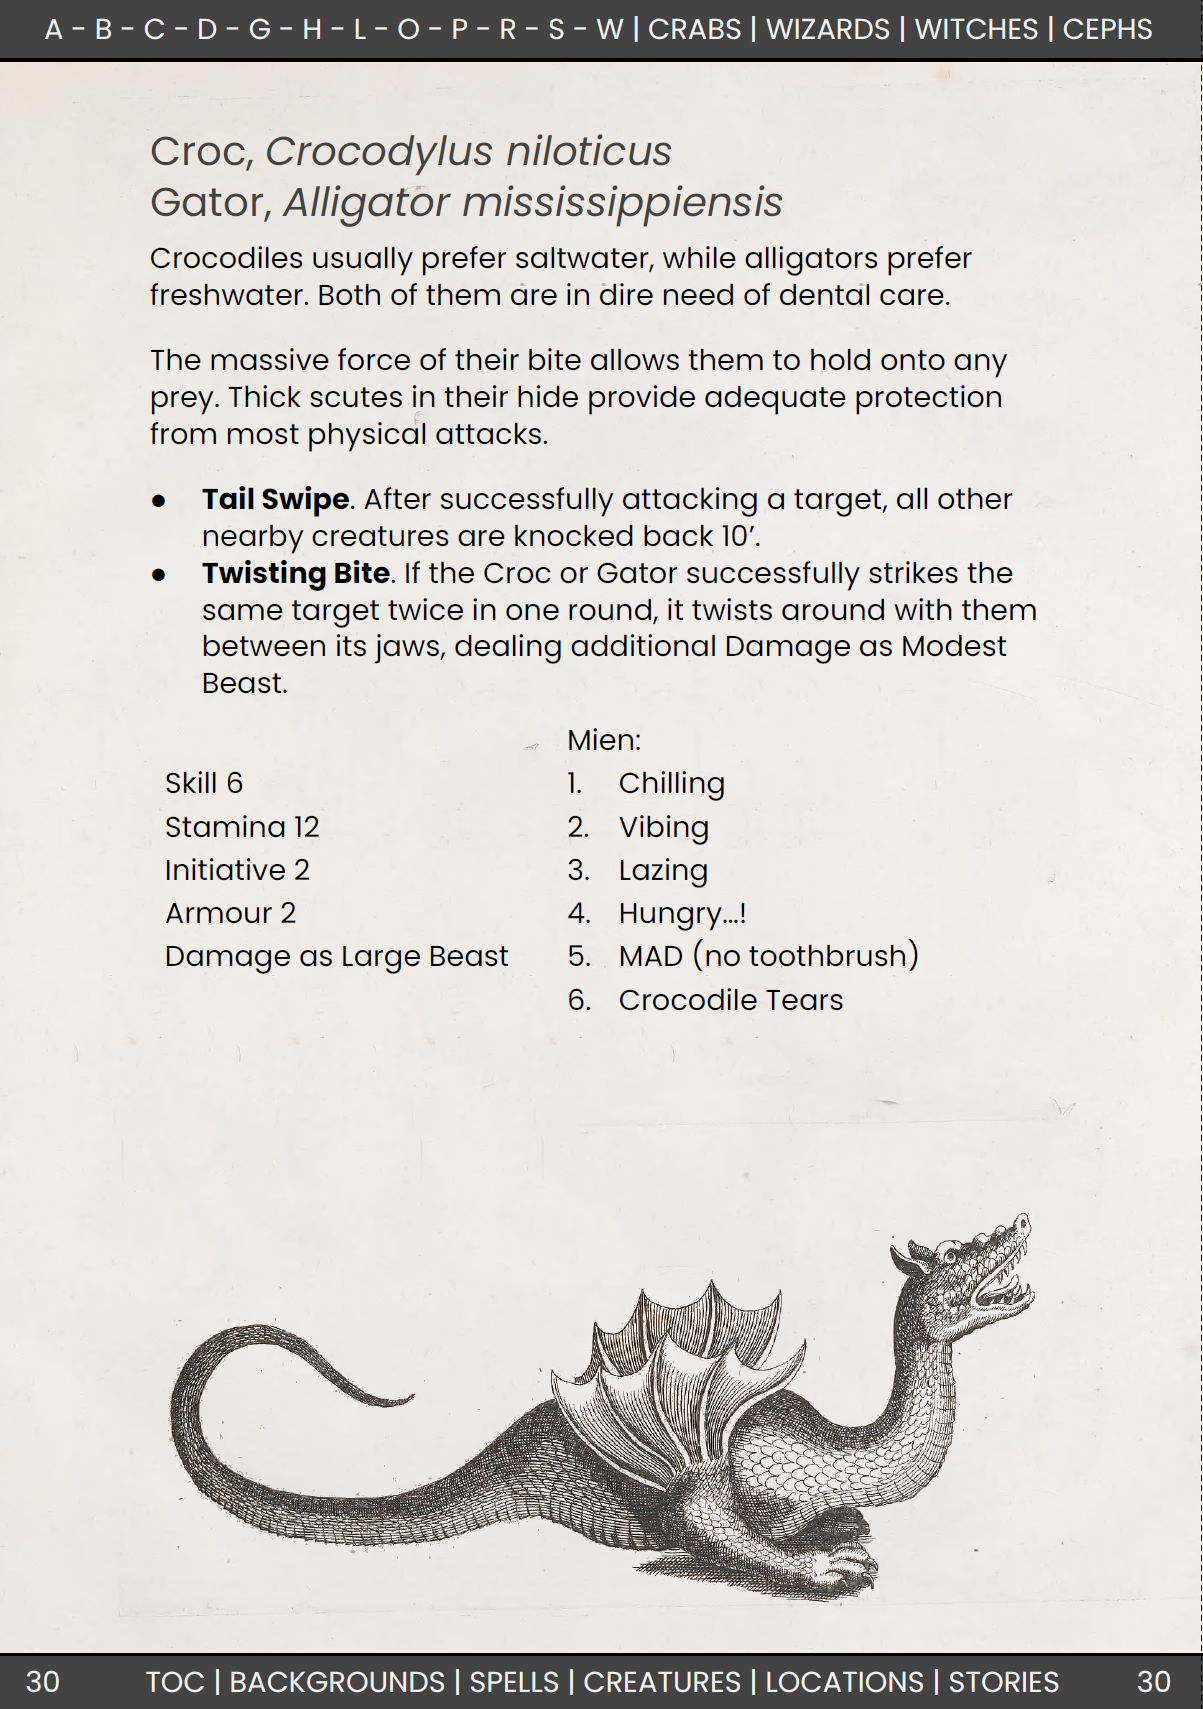 A - B - C - D - G - H - L - O - P - R - S - W | CRABS | WIZARDS | WITCHES | CEPHS
Croc, Crocodylus niloticus
Gator, Alligator mississippiensis
Crocodiles usually prefer saltwater, while alligators prefer
freshwater. Both of them are in dire need of dental care.
The massive force of their bite allows them to hold onto any
prey. Thick scutes in their hide provide adequate protection
from most physical attacks.
● Tail Swipe. After successfully attacking a target, all other
nearby creatures are knocked back 10’.
● Twisting Bite. If the Croc or Gator successfully strikes the
same target twice in one round, it twists around with them
between its jaws, dealing additional Damage as Modest
Beast.
Skill 6
Stamina 12
Initiative 2
Armour 2
Damage as Large Beast
Mien:
1. Chilling
2. Vibing
3. Lazing
4. Hungry...!
5. MAD (no toothbrush)
6. Crocodile Tears
30 TOC | BACKGROUNDS | SPELLS | CREATURES | LOCATIONS | STORIES 30